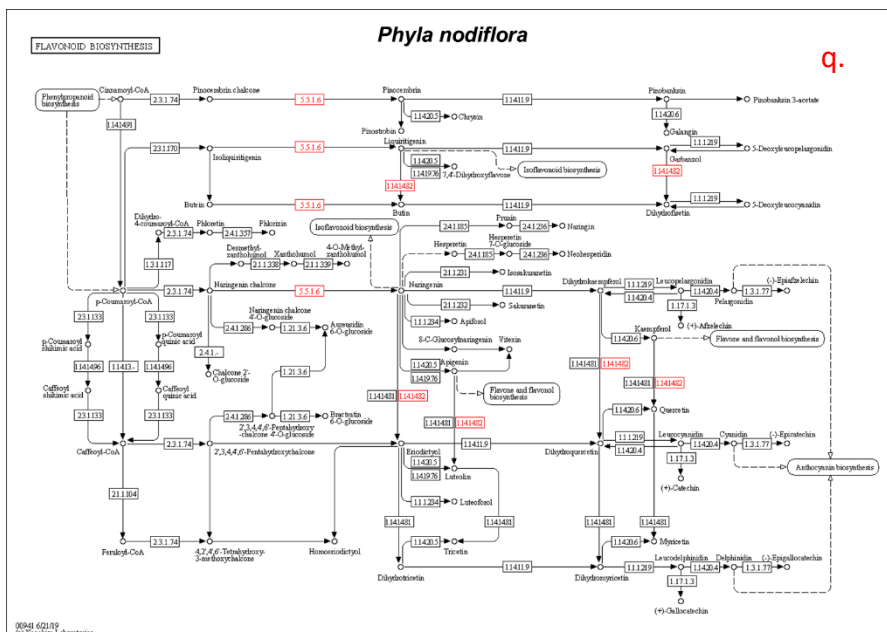 Phyla nodiflora
FLAVONOID BIOSYNTHESIS
q.
Phenylpropanoid
biosynthesis
Cinnamoyl-CoA
2.3.1.74
Pinocembrin chalcone
5.5.1.6
Pinocembrin
1.14.11.9
Pinobanksin
Pinobanksin 3-acetate
1.14.20.5
Chrysin
Pinostrobin
1.14.20.6
Galangin
1.14.14.91
2.3.1.170
Isoliquiritigenin
5.5.1.6
Liquiritigenin
1.14.11.9
Garbanzol
1.1.1.219
5-Deoxyleucopelargonidin
1.14.20.5
1.14.19.76
7,4'-Dihydroxyflavone
Isoflavonoid biosynthesis
1.14.14.82
1.14.14.82
Butein
5.5.1.6
Butin
1.14.11.9
Dihydrofisetin
1.1.1.219
5-Deoxyleucocyanidin
Dihydro-
4-coumaroyl-CoA
2.3.1.74
Phloretin
2.4.1.357
Phlorizin
1.3.1.117
Isoflavonoid biosynthesis
2.4.1.185
Prunin
2.4.1.236
Naringin
Hesperetin
2.4.1.185
Hesperetin
7-O-glucoside
2.4.1.236
Neohesperidin
Desmethyl-
xanthohumol
2.1.1.338
Xanthohumol
2.1.1.339
4-O-Methyl-
xanthohumol
2.1.1.231
Isosakuranetin
p-Coumaroyl-CoA
2.3.1.74
Naringenin chalcone
5.5.1.6
Naringenin
1.14.11.9
Dihydrokaempferol
1.1.1.219
1.14.20.4
Leucopelargonidin
1.14.20.4
Pelargonidin
1.3.1.77
(-)-Epiafzelechin
1.17.1.3
(+)-Afzelechin
2.1.1.232
Sakuranetin
1.1.1.234
Apiforol
2.3.1.133
2.3.1.133
p-Coumaroyl
shikimic acid
p-Coumaroyl
quinic acid
1.14.14.96
1.14.13.-
1.14.14.96
Caffeoyl
shikimic acid
Caffeoyl
quinic acid
2.3.1.133
2.3.1.133
2.4.1.286
Naringenin chalcone
4'-O-glucoside
1.21.3.6
Aureusidin
6-O-glucoside
2.4.1.-
Chalcone 2'-
O-glucoside
1.21.3.6
8-C-Glucosylnaringenin
Vitexin
1.14.20.5
1.14.19.76
Apigenin
Flavone and flavonol
biosynthesis
1.14.20.6
Kaempferol
Flavone and flavonol biosynthesis
1.14.14.81
1.14.14.82
1.14.14.81
1.14.14.82
1.14.14.81
1.14.14.82
1.14.14.81
1.14.14.82
2.4.1.286
2',3,4,4',6'-Pentahydroxy
-chalcone 4'-O-glucoside
1.21.3.6
Bracteatin
6-O-glucoside
1.14.20.6
Quercetin
Caffeoyl-CoA
2.3.1.74
2',3,4,4',6'-Pentahydroxychalcone
Eriodictyol
1.14.11.9
Dihydroquercetin
1.1.1.219
1.14.20.4
Leucocyanidin
1.14.20.4
Cyanidin
1.3.1.77
(-)-Epicatechin
1.17.1.3
(+)-Catechin
Anthocyanin biosynthesis
1.14.20.5
1.14.19.76
Luteolin
1.1.1.234
Luteoforol
2.1.1.104
1.14.14.81
1.14.14.81
1.14.14.81
1.14.14.81
Feruloyl-CoA
2.3.1.74
4,2',4',6'-Tetrahydroxy-
3-methoxychalcone
Homoeriodictyol
1.14.20.5
Tricetin
1.14.20.6
Myricetin
Dihydrotricetin
1.14.11.9
Dihydromyricetin
1.1.1.219
Leucodelphinidin
1.14.20.4
Delphinidin
1.3.1.77
(-)-Epigallocatechin
1.17.1.3
(+)-Gallocatechin
00941 6/21/19